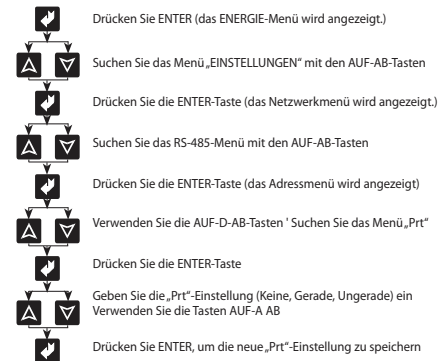 Drücken Sie ENTER (das ENERGIE-Menü wird angezeigt.)
Suchen Sie das Menü „EINSTELLUNGEN“ mit den AUF-AB-Tasten
Drücken Sie die ENTER-Taste (das Netzwerkmenü wird angezeigt.)
Suchen Sie das RS-485-Menü mit den AUF-AB-Tasten
Drücken Sie die ENTER-Taste (das Adressmenü wird angezeigt)
Verwenden Sie die AUF-D-AB-Tasten ' Suchen Sie das Menü „Prt“
Drücken Sie die ENTER-Taste
Geben Sie die „Prt“-Einstellung (Keine, Gerade, Ungerade) ein
Verwenden Sie die Tasten AUF-A AB
Drücken Sie ENTER, um die neue „Prt“-Einstellung zu speichern